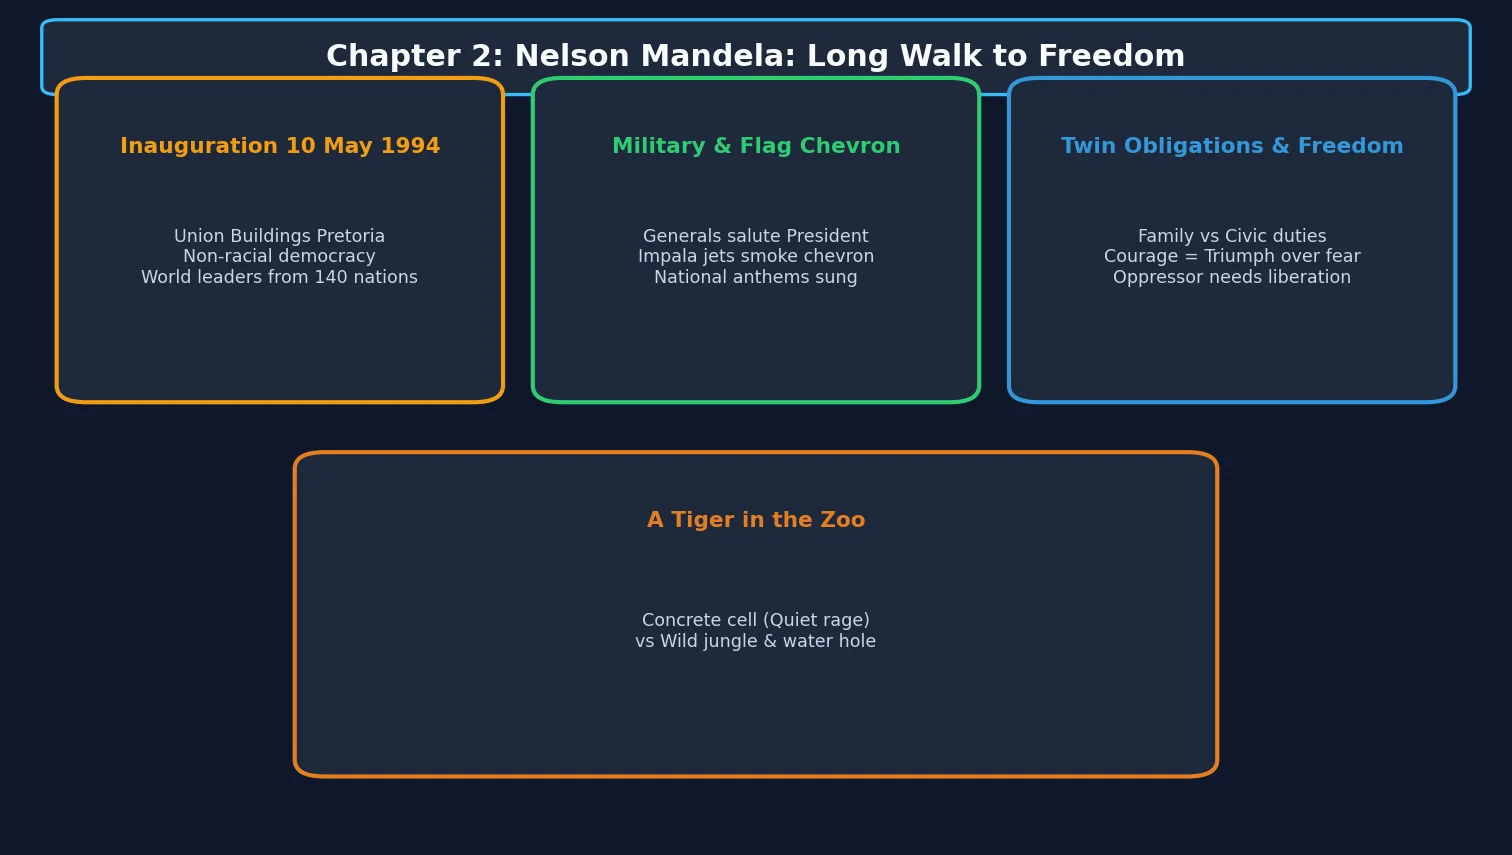 Chapter 2: Nelson Mandela: Long Walk to Freedom
Inauguration 10 May 1994
Union Buildings Pretoria
Non-racial democracy
World leaders from 140 nations
Military & Flag Chevron
Generals salute President
Impala jets smoke chevron
National anthems sung
Twin Obligations & Freedom
Family vs Civic duties
Courage = Triumph over fear
Oppressor needs liberation
A Tiger in the Zoo
Concrete cell (Quiet rage)
vs Wild jungle & water hole